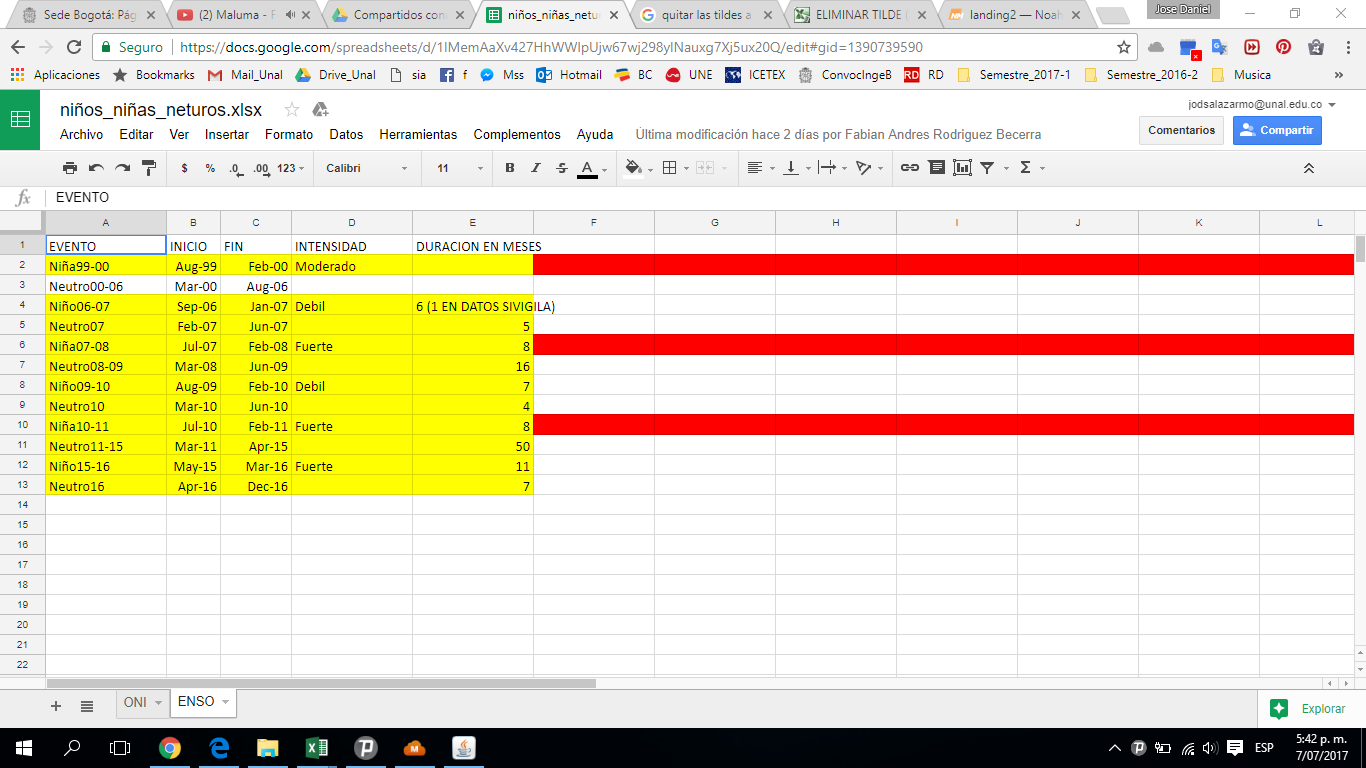 Jose Daniel
Sede Bogotá: Pág
(2) Maluma - F
Compartidos con
niños_niñas_netur
quitar las tildes a
ELIMINAR TILDE (
landing2 — Noah
Seguro https://docs.google.com/spreadsheets/d/1IMemAaXv427HhWWIpUjw67wj298yINauxg7Xj5ux20Q/edit#gid=1390739590
Aplicaciones Bookmarks Mail_Unal Drive_Unal sia f Mss Hotmail BC UNE ICETEX ConvocIngeB RD RD Semestre_2017-1 Semestre_2016-2 Musica »
niños_niñas_neturos.xlsx
jodsalazarmo@unal.edu.co
Archivo Editar Ver Insertar Formato Datos Herramientas Complementos Ayuda Última modificación hace 2 días por Fabian Andres Rodriguez Becerra
Comentarios Compartir
$ % .0 .00 123 Calibri 11 B I S A Σ
fx EVENTO
A B C D E F G H I J K L
1 EVENTO INICIO FIN INTENSIDAD DURACION EN MESES
2 Niña99-00 Aug-99 Feb-00 Moderado
3 Neutro00-06 Mar-00 Aug-06
4 Niño06-07 Sep-06 Jan-07 Debil 6 (1 EN DATOS SIVIGILA)
5 Neutro07 Feb-07 Jun-07 5
6 Niña07-08 Jul-07 Feb-08 Fuerte 8
7 Neutro08-09 Mar-08 Jun-09 16
8 Niño09-10 Aug-09 Feb-10 Debil 7
9 Neutro10 Mar-10 Jun-10 4
10 Niña10-11 Jul-10 Feb-11 Fuerte 8
11 Neutro11-15 Mar-11 Apr-15 50
12 Niño15-16 May-15 Mar-16 Fuerte 11
13 Neutro16 Apr-16 Dec-16 7
14
15
16
17
18
19
20
21
22
ONI ENSO
Explorar
ESP
5:42 p. m.
7/07/2017